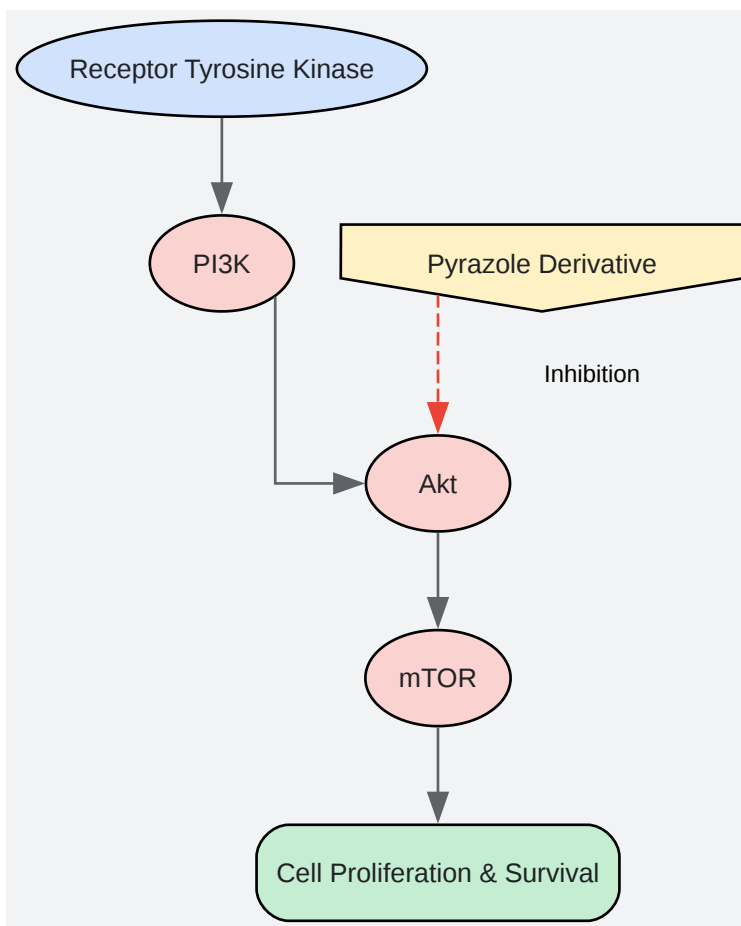 Receptor Tyrosine Kinase
PI3K
Pyrazole Derivative
Inhibition
Akt
mTOR
Cell Proliferation & Survival